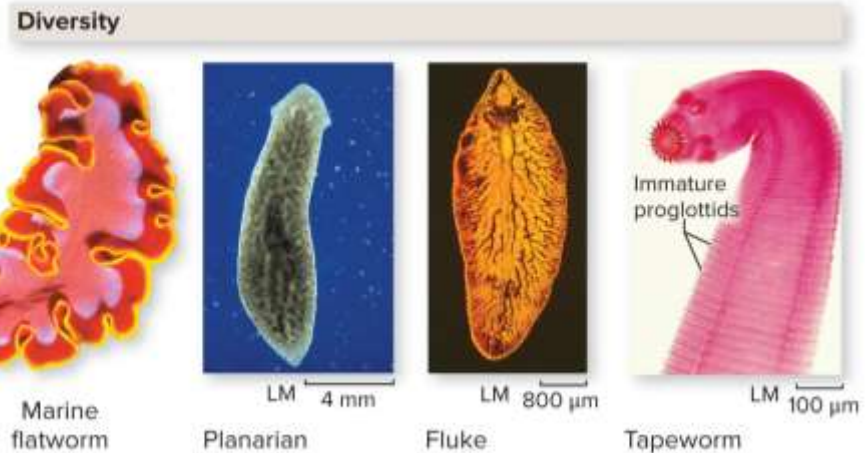 Diversity
Immature
proglottids
LM 4 mm
LM 800 µm
LM 100 µm
Marine
flatworm
Planarian
Fluke
Tapeworm